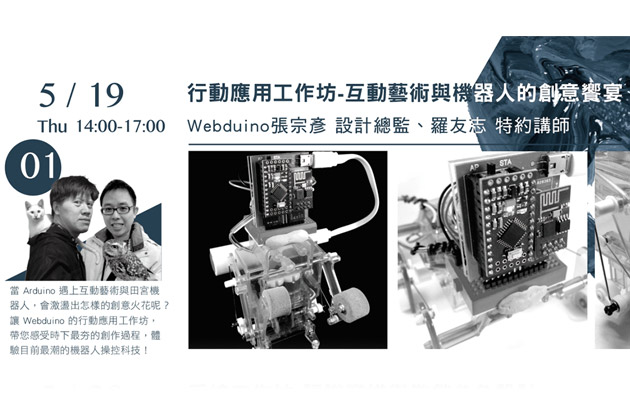 5 / 19
Thu 14:00-17:00
行動應用工作坊-互動藝術與機器人的創意饗宴
Webduino張宗彥 設計總監、羅友志 特約講師
01
當 Arduino 遇上互動藝術與田宮機
器人，會激盪出怎樣的創意火花呢？
讓 Webduino 的行動應用工作坊，
帶您感受時下最夯的創作過程，體
驗目前最潮的機器人操控科技！
AP STA